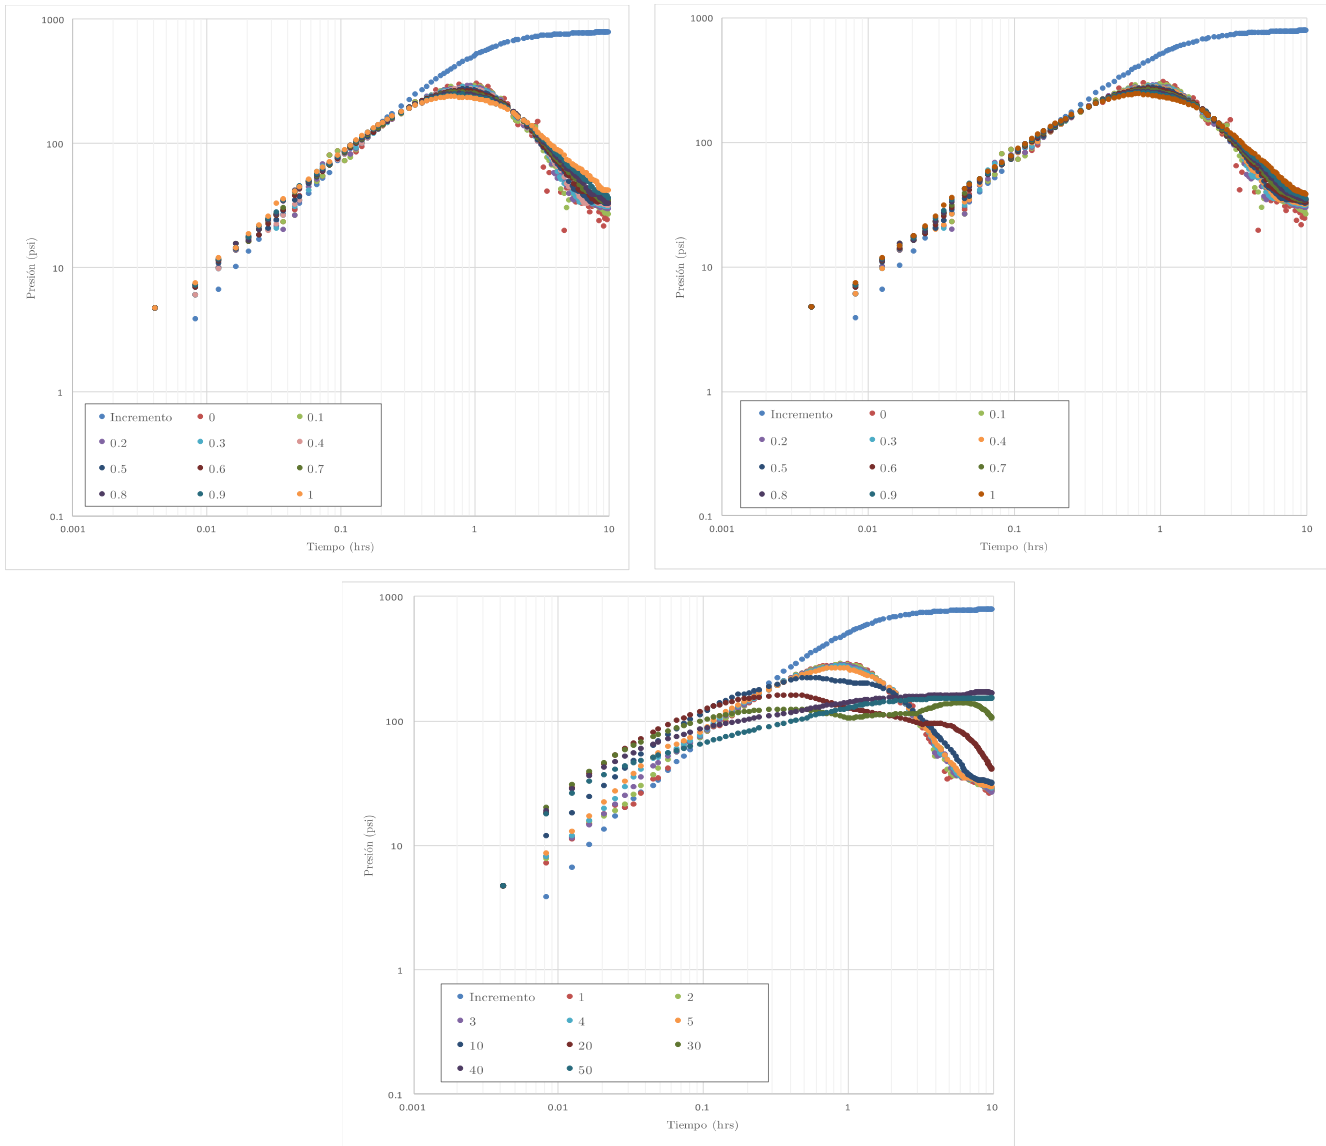 1000
100
10
1
0.1
Presión (psi)
0.001 0.01 0.1 1 10
Tiempo (hrs)
Incremento 0 0.1
0.2 0.3 0.4
0.5 0.6 0.7
0.8 0.9 1
1000
100
10
1
0.1
Presión (psi)
0.001 0.01 0.1 1 10
Tiempo (hrs)
Incremento 0 0.1
0.2 0.3 0.4
0.5 0.6 0.7
0.8 0.9 1
1000
100
10
1
0.1
Presión (psi)
0.001 0.01 0.1 1 10
Tiempo (hrs)
Incremento 1 2
3 4 5
10 20 30
40 50